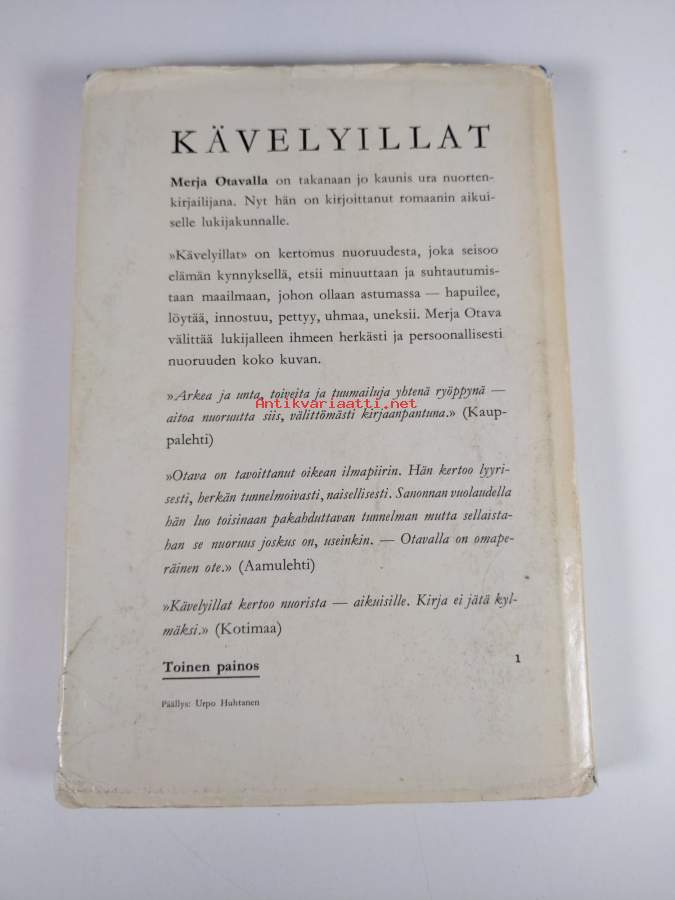 KÄVELYILLAT
Merja Otavalla on takanaan jo kaunis ura nuorten-
kirjailijana. Nyt hän on kirjoittanut romaanin aikui-
selle lukijakunnalle.
»Kävelyillat» on kertomus nuoruudesta, joka seisoo
elämän kynnyksellä, etsii minuuttaan ja suhtautumis-
taan maailmaan, johon ollaan astumassa — hapuilee,
löytää, innostuu, pettyy, uhmaa, uneksii. Merja Otava
välittää lukijalleen ihmeen herkästi ja persoonallisesti
nuoruuden koko kuvan.
»Arkea ja unta, toiveita ja tuumailuja yhtenä ryöppynä —
Antikvariaatti.net
aitoa nuoruutta siis, välittömästi kirjaanpantuna.» (Kaup-
palehti)
»Otava on tavoittanut oikean ilmapiirin. Hän kertoo lyyri-
sesti, herkän tunnelmoivasti, naisellisesti. Sanonnan vuolaudella
hän luo toisinaan pakahduttavan tunnelman mutta sellaista-
han se nuoruus joskus on, useinkin. — Otavalla on omape-
räinen ote.» (Aamulehti)
»Kävelyillat kertoo nuorista — aikuisille. Kirja ei jätä kyl-
mäksi.» (Kotimaa)
Toinen painos
1
Päällys: Urpo Huhtanen